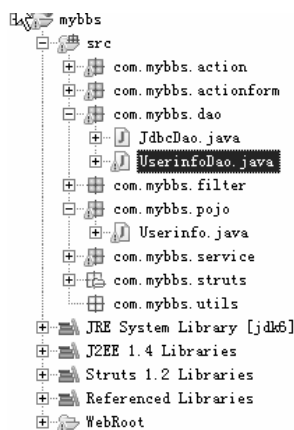 mybbs
src
com.mybbs.action
com.mybbs.actionform
com.mybbs.dao
JdbcDao.java
UserinfoDao.java
com.mybbs.filter
com.mybbs.pojo
Userinfo.java
com.mybbs.service
com.mybbs.struts
com.mybbs.utils
JRE System Library [jdk6]
J2EE 1.4 Libraries
Struts 1.2 Libraries
Referenced Libraries
WebRoot